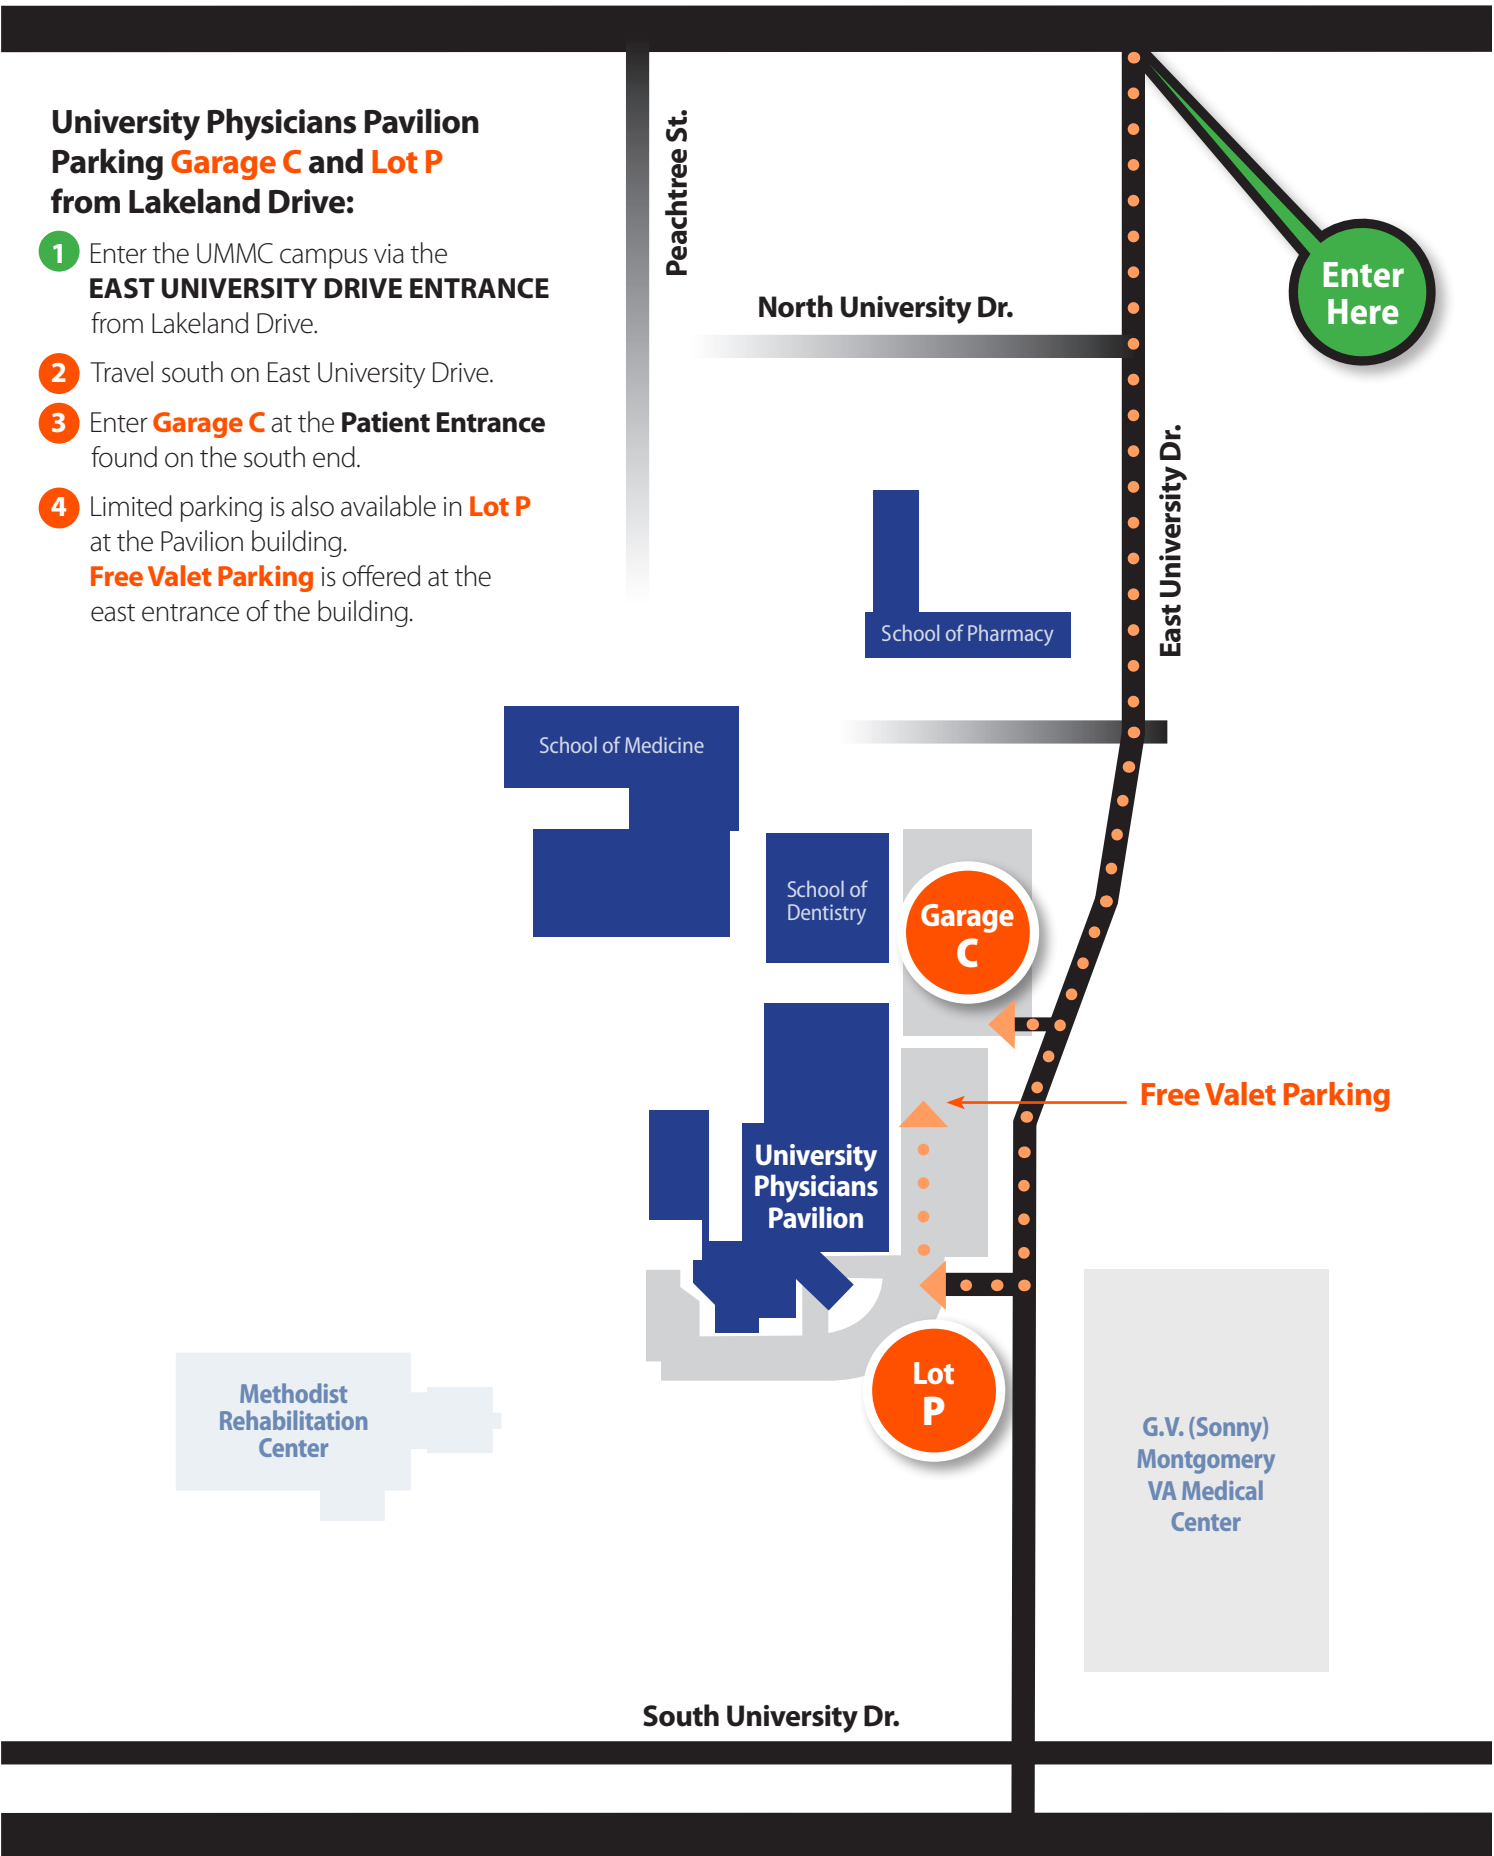 University Physicians Pavilion
Parking Garage C and Lot P
from Lakeland Drive:
1 Enter the UMMC campus via the
EAST UNIVERSITY DRIVE ENTRANCE
from Lakeland Drive.
2 Travel south on East University Drive.
3 Enter Garage C at the Patient Entrance
found on the south end.
4 Limited parking is also available in Lot P
at the Pavilion building.
Free Valet Parking is offered at the
east entrance of the building.
Peachtree St.
North University Dr.
Enter
Here
East University Dr.
School of Pharmacy
School of Medicine
School of
Dentistry
Garage
C
Free Valet Parking
University
Physicians
Pavilion
Lot
P
Methodist
Rehabilitation
Center
G.V. (Sonny)
Montgomery
VA Medical
Center
South University Dr.